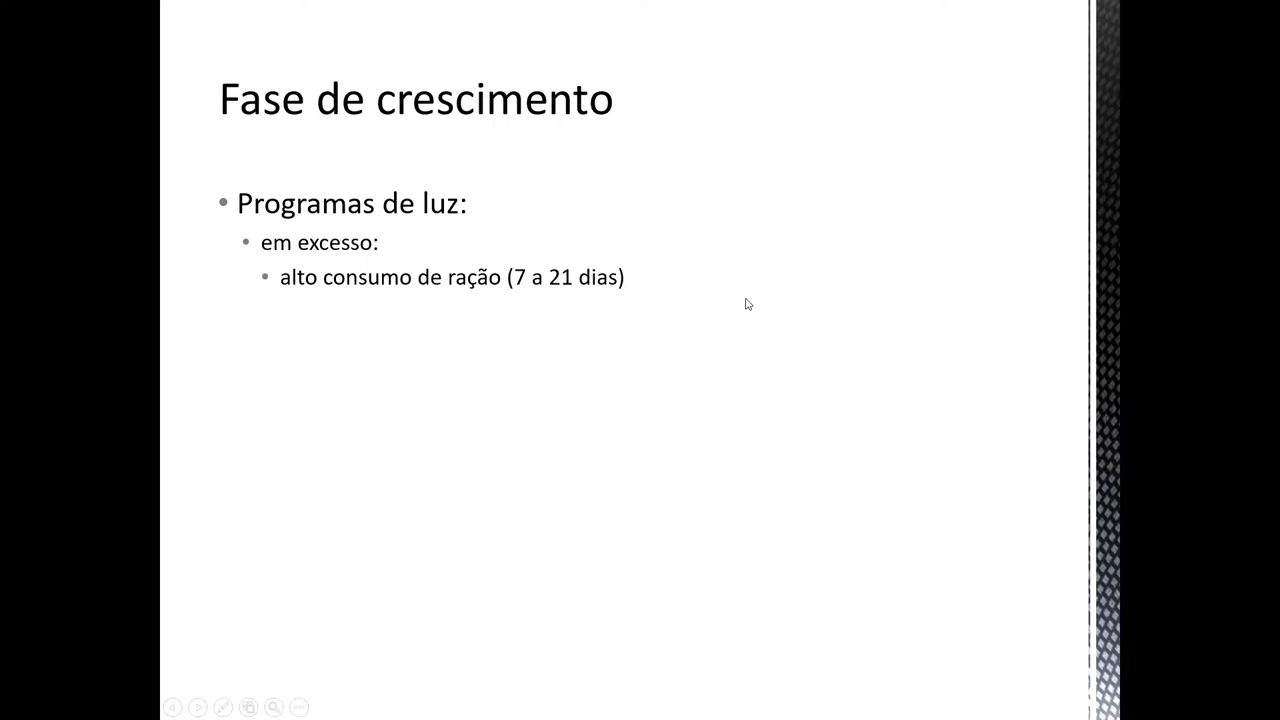 Fase de crescimento
• Programas de luz:
• em excesso:
• alto consumo de ração (7 a 21 dias)